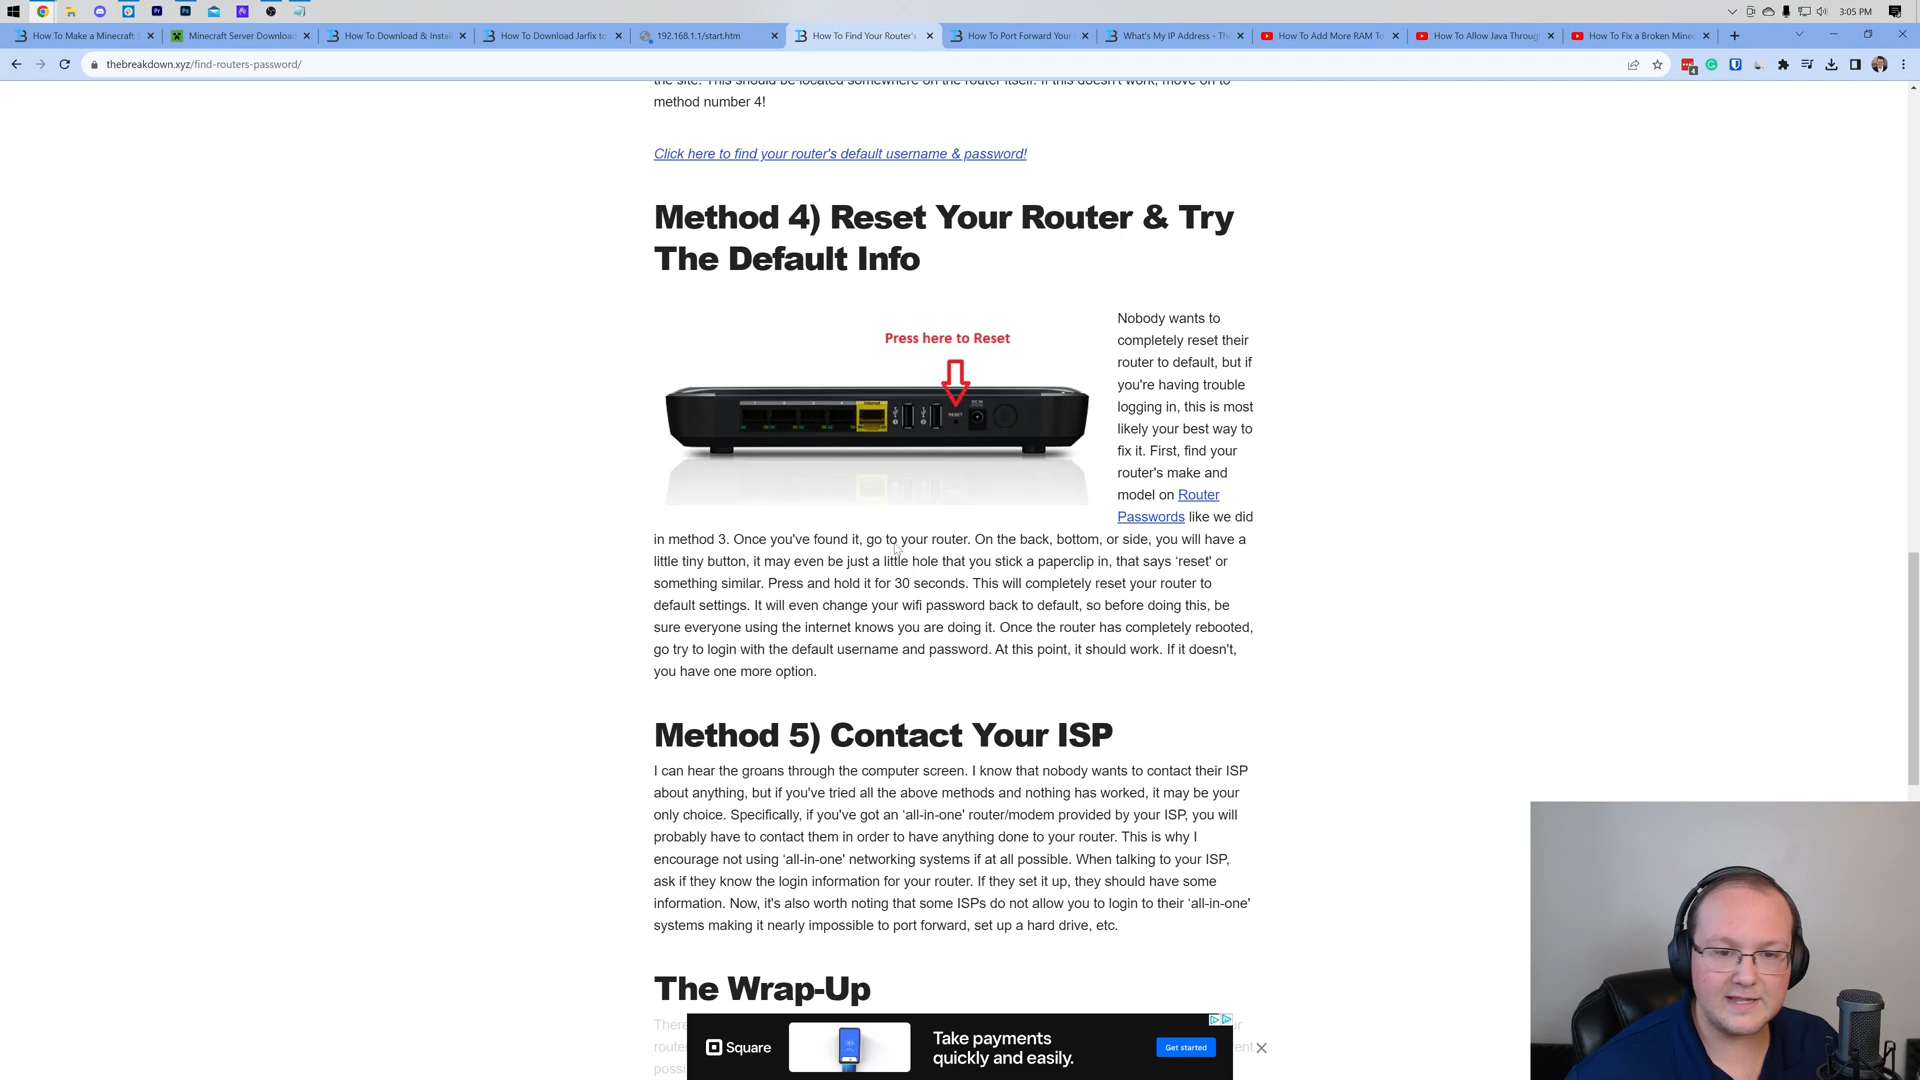 3:05 PM
How To Make a Minecraft
Minecraft Server Download
How To Download & Instal
How To Download Jarfix to
192.168.1.1/start.htm
How To Find Your Router's
How To Port Forward Your
What's My IP Address - Th
How To Add More RAM To
How To Allow Java Throug
How To Fix a Broken Mine
thebreakdown.xyz/find-routers-password/
the site. This should be located somewhere on the router itself. If this doesn't work, move on to
method number 4!
Click here to find your router's default username & password!
Method 4) Reset Your Router & Try
The Default Info
Press here to Reset
Internet
RESET
Nobody wants to
completely reset their
router to default, but if
you're having trouble
logging in, this is most
likely your best way to
fix it. First, find your
router's make and
model on Router
Passwords like we did
in method 3. Once you've found it, go to your router. On the back, bottom, or side, you will have a
little tiny button, it may even be just a little hole that you stick a paperclip in, that says ‘reset' or
something similar. Press and hold it for 30 seconds. This will completely reset your router to
default settings. It will even change your wifi password back to default, so before doing this, be
sure everyone using the internet knows you are doing it. Once the router has completely rebooted,
go try to login with the default username and password. At this point, it should work. If it doesn't,
you have one more option.
Method 5) Contact Your ISP
I can hear the groans through the computer screen. I know that nobody wants to contact their ISP
about anything, but if you've tried all the above methods and nothing has worked, it may be your
only choice. Specifically, if you've got an ‘all-in-one' router/modem provided by your ISP, you will
probably have to contact them in order to have anything done to your router. This is why I
encourage not using ‘all-in-one' networking systems if at all possible. When talking to your ISP,
ask if they know the login information for your router. If they set it up, they should have some
information. Now, it's also worth noting that some ISPs do not allow you to login to their ‘all-in-one'
systems making it nearly impossible to port forward, set up a hard drive, etc.
The Wrap-Up
There
Square
Take payments
quickly and easily.
Get started